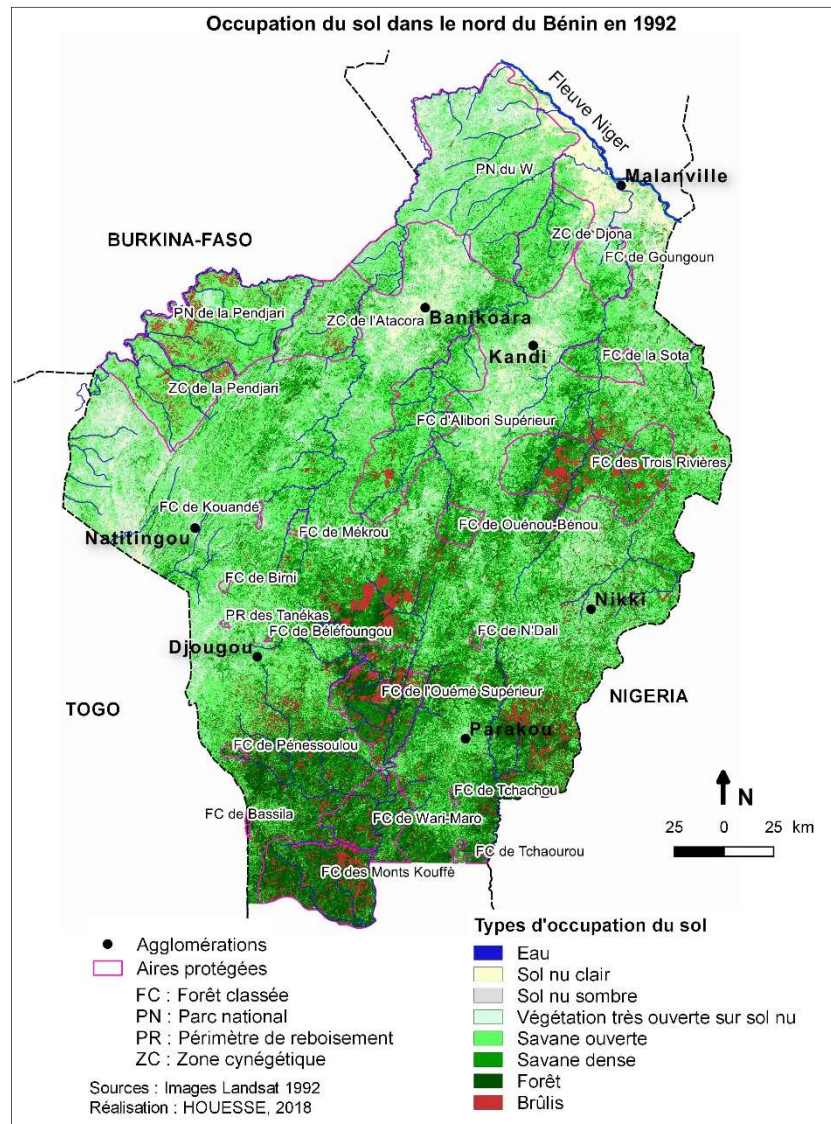 Occupation du sol dans le nord du Bénin en 1992
Fleuve Niger
PN du W
Malanville
BURKINA-FASO
ZC de Djona
FC de Goungoun
PN de la Pendjari
ZC de l'Atacora
Banikoara
Kandi
FC de la Sota
ZC de la Pendjari
FC d'Alibori Supérieur
FC des Trois Rivières
FC de Kouandé
FC de Ouénou-Bénou
Natitingou
FC de Mékrou
FC de Birni
Nikki
PR des Tanékas
FC de Béléfoungou
FC de N'Dali
Djougou
FC de l'Ouémé Supérieur
NIGERIA
TOGO
Parakou
FC de Pénessoulou
FC de Tchachou
FC de Bassila
FC de Wari-Maro
N
25 0 25 km
FC de Tchaourou
FC des Monts Kouffè
Agglomérations
Aires protégées
FC : Forêt classée
PN : Parc national
PR : Périmètre de reboisement
ZC : Zone cynégétique
Sources : Images Landsat 1992
Réalisation : HOUESSE, 2018
Types d'occupation du sol
Eau
Sol nu clair
Sol nu sombre
Végétation très ouverte sur sol nu
Savane ouverte
Savane dense
Forêt
Brûlis